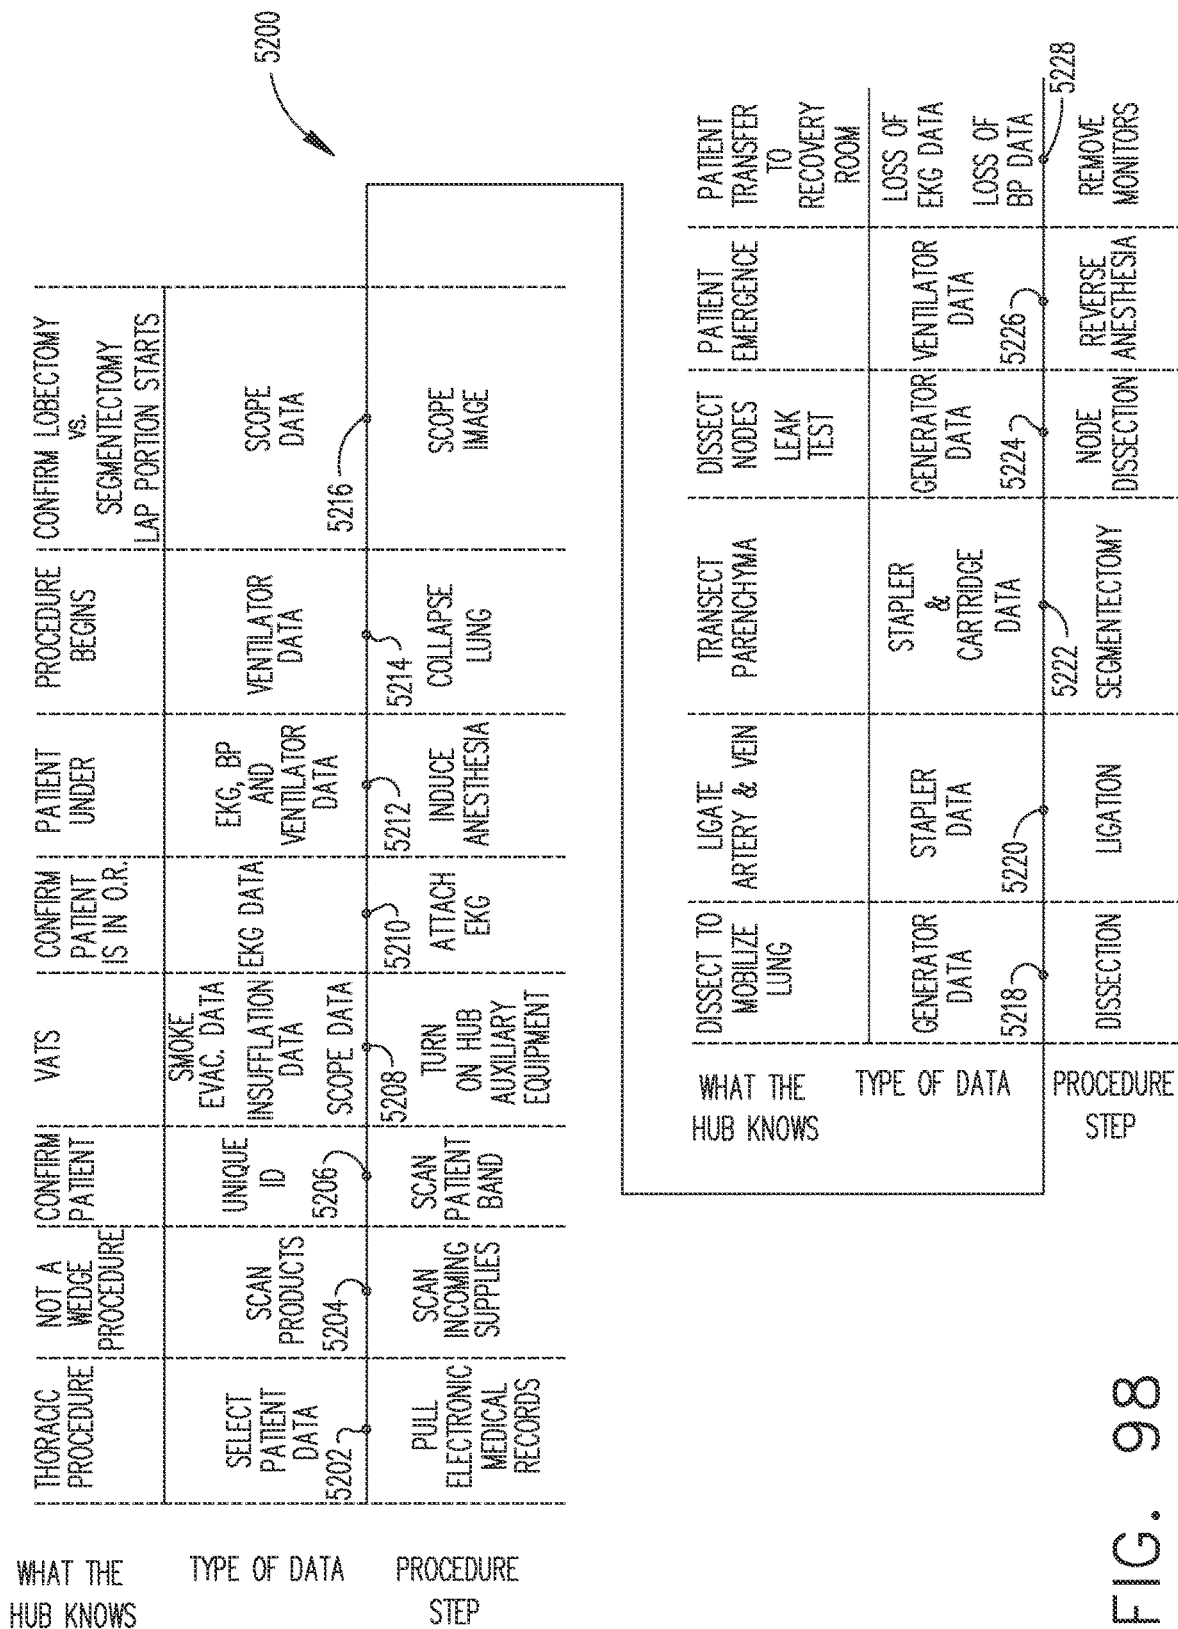 5200
WHAT THE
HUB KNOWS
THORACIC
PROCEDURE
NOT A
WEDGE
PROCEDURE
CONFIRM
PATIENT
VATS
CONFIRM
PATIENT
IS IN O.R.
PATIENT
UNDER
PROCEDURE
BEGINS
CONFIRM LOBECTOMY
vs.
SEGMENTECTOMY
LAP PORTION STARTS
TYPE OF DATA
SELECT
PATIENT
DATA
5202
SCAN
PRODUCTS
5204
UNIQUE
ID
5206
SMOKE
EVAC. DATA
INSUFFLATION
DATA
SCOPE DATA
5208
EKG DATA
5210
EKG, BP
AND
VENTILATOR
DATA
5212
VENTILATOR
DATA
5214
SCOPE
DATA
5216
PROCEDURE
STEP
PULL
ELECTRONIC
MEDICAL
RECORDS
SCAN
INCOMING
SUPPLIES
SCAN
PATIENT
BAND
TURN
ON HUB
AUXILIARY
EQUIPMENT
ATTACH
EKG
INDUCE
ANESTHESIA
COLLAPSE
LUNG
SCOPE
IMAGE
WHAT THE
HUB KNOWS
DISSECT TO
MOBILIZE
LUNG
LIGATE
ARTERY & VEIN
TRANSECT
PARENCHYMA
DISSECT
NODES
LEAK
TEST
PATIENT
EMERGENCE
PATIENT
TRANSFER
TO
RECOVERY
ROOM
TYPE OF DATA
GENERATOR
DATA
5218
STAPLER
DATA
5220
STAPLER
&
CARTRIDGE
DATA
5222
GENERATOR
DATA
5224
VENTILATOR
DATA
5226
LOSS OF
EKG DATA
LOSS OF
BP DATA
5228
PROCEDURE
STEP
DISSECTION
LIGATION
SEGMENTECTOMY
NODE
DISSECTION
REVERSE
ANESTHESIA
REMOVE
MONITORS
FIG. 98